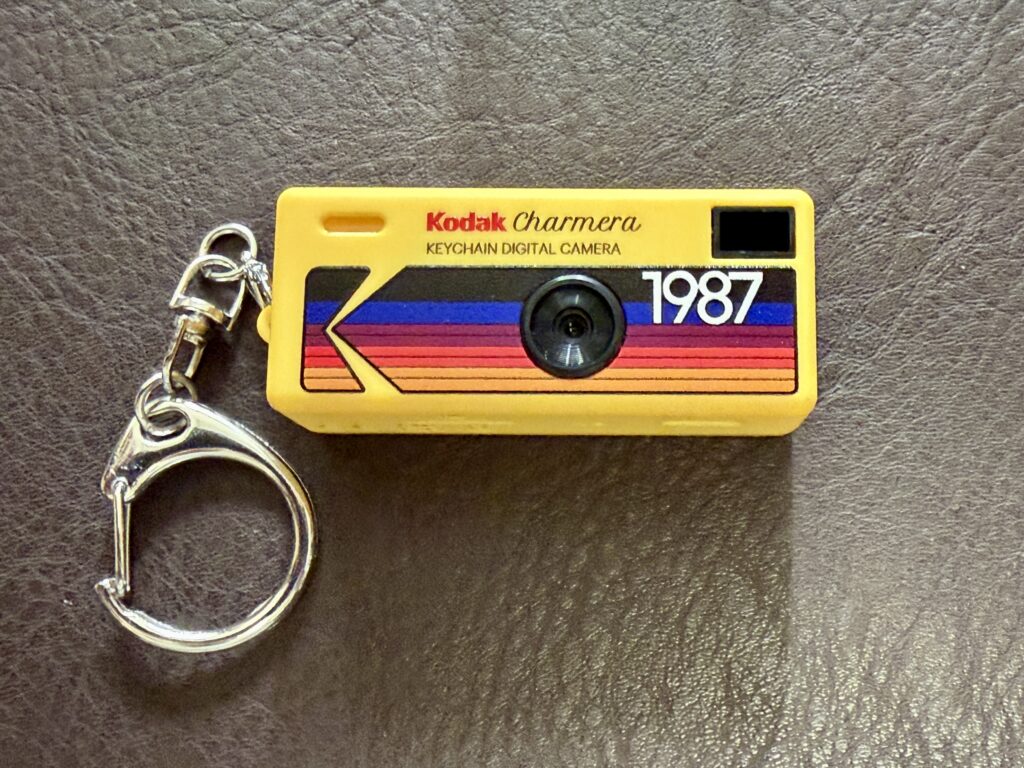 Kodak Charmera
KEYCHAIN DIGITAL CAMERA
1987